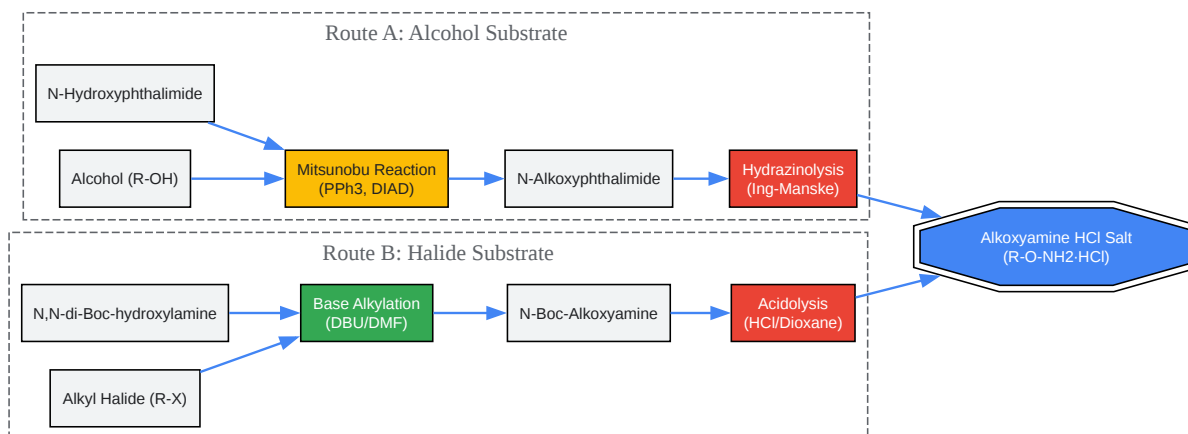 Route A: Alcohol Substrate
N-Hydroxyphthalimide
Alcohol (R-OH)
Mitsunobu Reaction
(PPh3, DIAD)
N-Alkoxyphthalimide
Hydrazinolysis
(Ing-Manske)
Route B: Halide Substrate
N,N-di-Boc-hydroxylamine
Alkyl Halide (R-X)
Base Alkylation
(DBU/DMF)
N-Boc-Alkoxyamine
Acidolysis
(HCl/Dioxane)
Alkoxyamine HCl Salt
(R-O-NH2·HCl)